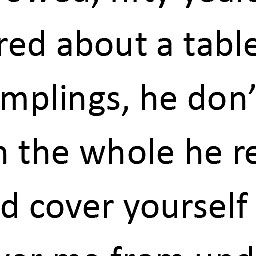 red about a table
mplings, he don’
the whole he re
d cover yourself